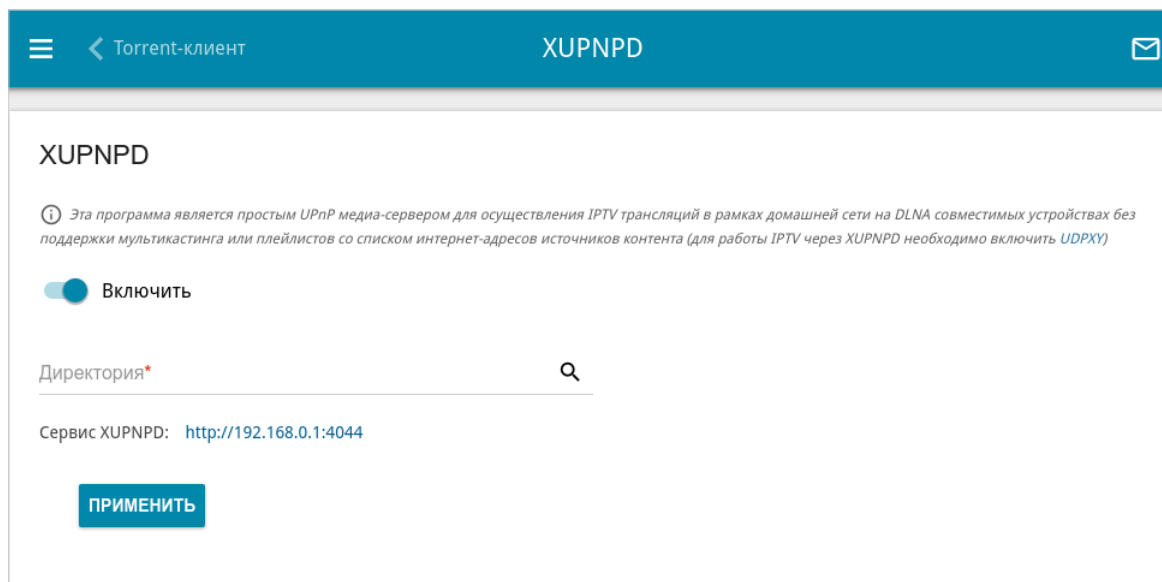 Torrent-клиент XUPNPD
XUPNPD
Эта программа является простым UPnP медиа-сервером для осуществления IPTV трансляций в рамках домашней сети на DLNA совместимых устройствах без
поддержки мультикастинга или плейлистов со списком интернет-адресов источников контента (для работы IPTV через XUPNPD необходимо включить UDPXY)
Включить
Директория*
Сервис XUPNPD: http://192.168.0.1:4044
ПРИМЕНИТЬ